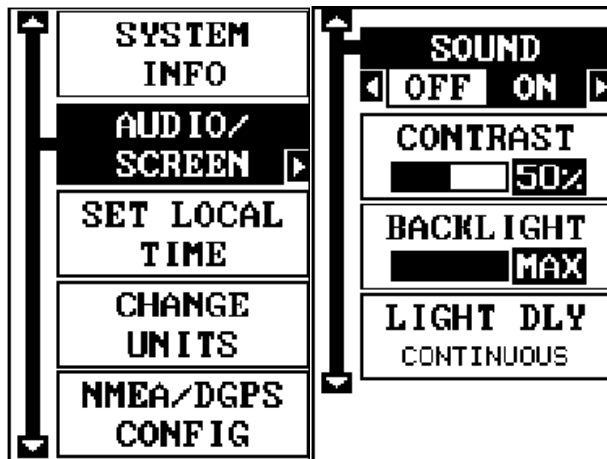 SYSTEM
INFO
AUDIO/
SCREEN
SET LOCAL
TIME
CHANGE
UNITS
NMEA/DGPS
CONFIG
SOUND
OFF ON
CONTRAST
50%
BACKLIGHT
MAX
LIGHT DLY
CONTINUOUS